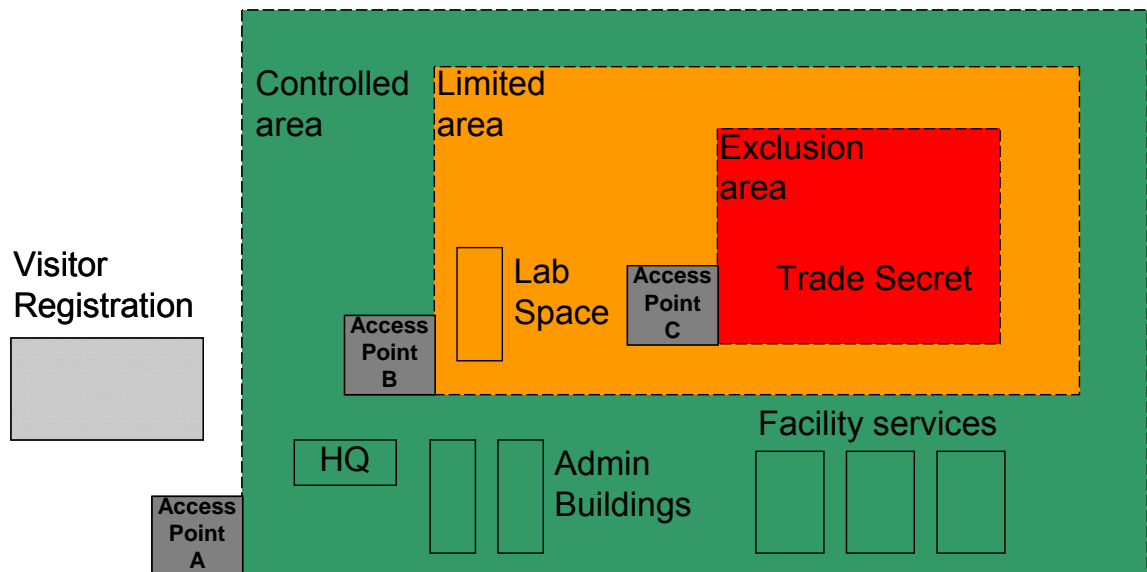 Controlled
area
Limited
area
Exclusion
area
Trade Secret
Visitor
Registration
Lab
Space
Access
Point
C
Access
Point
B
Facility services
HQ
Admin
Buildings
Access
Point
A